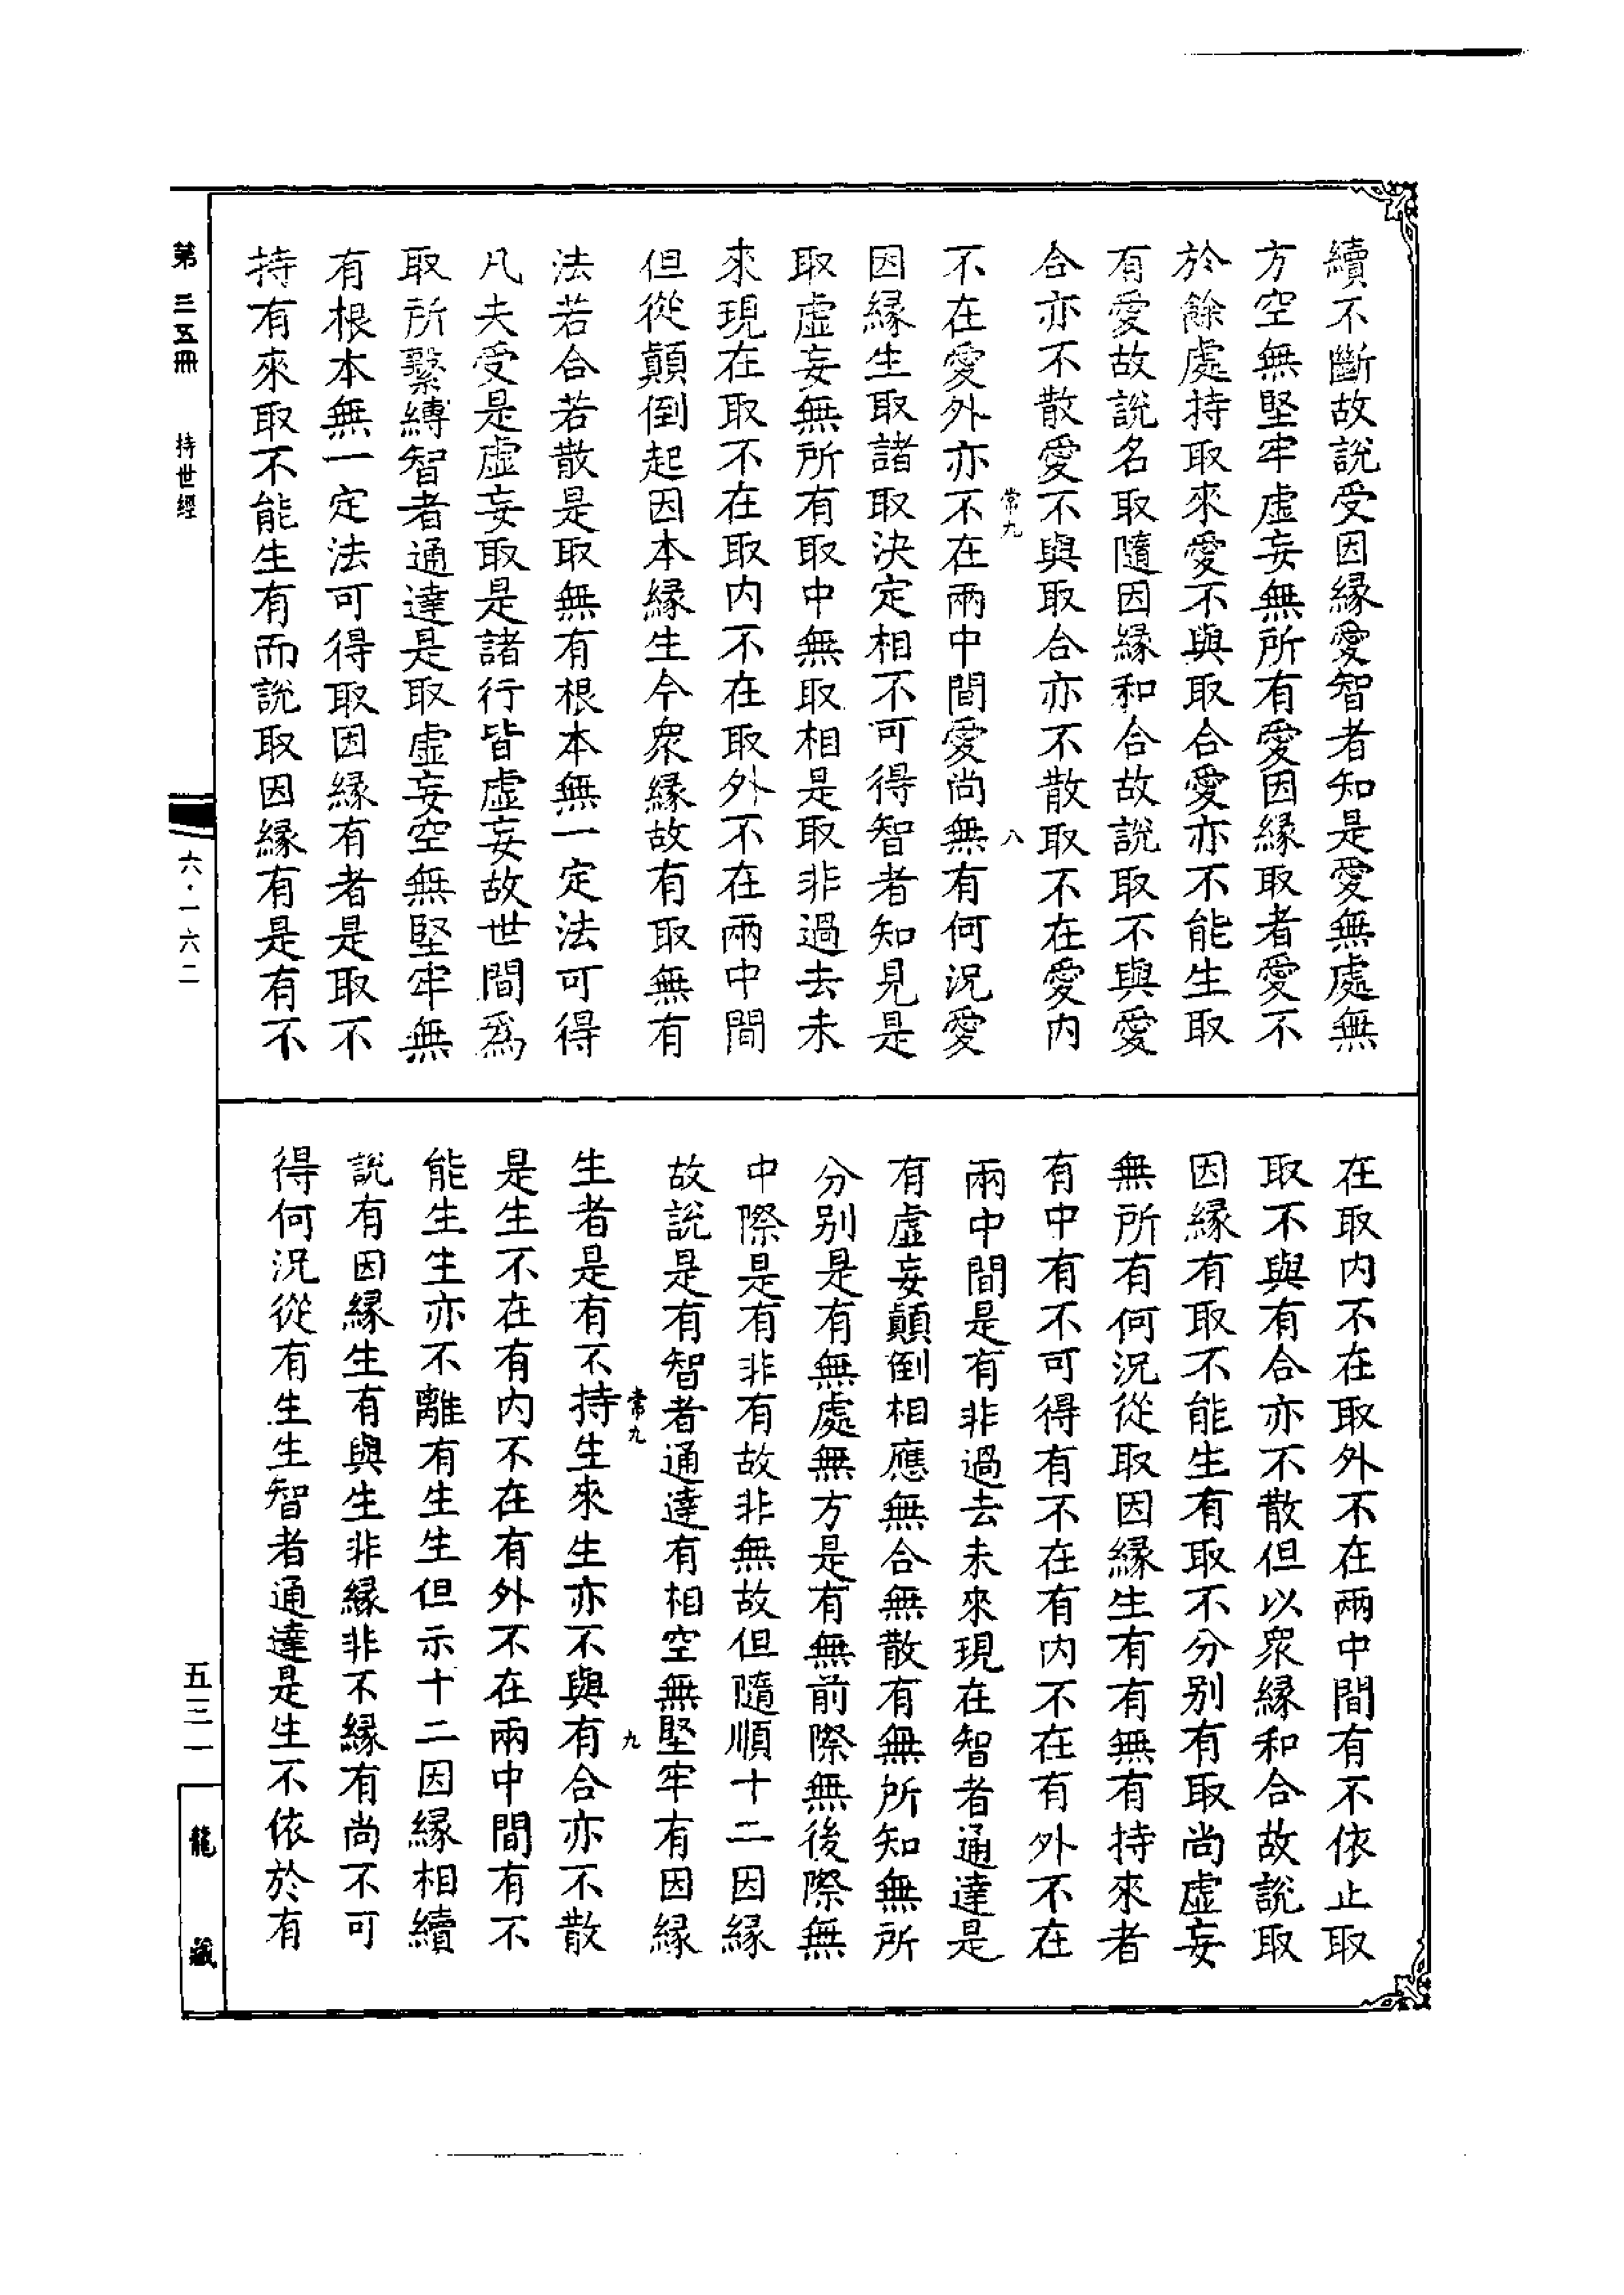 續不斷故說受因緣愛智者知是愛無處無
方空無堅牢虛妄無所有愛因緣取者愛不
於餘處持取來愛不與取合愛亦不能生取
有愛故說名取隨因緣和合故說取不與愛
合亦不散愛不與取合亦不散取不在愛內
常九
八
不在愛外亦不在兩中間愛尚無有何況愛
因緣生取諸取決定相不可得智者知見是
取虛妄無所有取中無取相是取非過去未
來現在取不在取內不在取外不在兩中間
但從顛倒起因本緣生今眾緣故有取無有
法若合若散是取無有根本無一定法可得
凡夫受是虛妄取是諸行皆虛妄故世間為
取所繫縛智者通達是取虛妄空無堅牢無
有根本無一定法可得取因緣有者是取不
持有來取不能生有而說取因緣有是有不
在取內不在取外不在兩中間有不依止取
取不與有合亦不散但以眾緣和合故說取
因緣有取不能生有取不分別有取尚虛妄
無所有何況從取因緣生有有無有持來者
有中有不可得有不在有內不在有外不在
兩中間是有非過去未來現在智者通達是
有虛妄顛倒相應無合無散有無所知無所
分別是有無處無方是有無前際無後際無
中際是有非有故非無故但隨順十二因緣
故說是有智者通達有相空無堅牢有因緣
常九
九
生者是有不持生來生亦不與有合亦不散
是生不在有內不在有外不在兩中間有不
能生生亦不離有生生但示十二因緣相續
說有因緣生有與生非緣非不緣有尚不可
得何況從有生生智者通達是生不依於有
第三五冊
持世經
六·一六二
五三一
龍藏